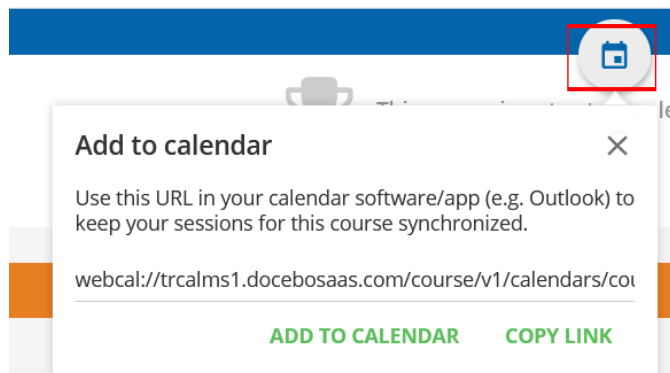 Add to calendar
Use this URL in your calendar software/app (e.g. Outlook) to
keep your sessions for this course synchronized.
webcal://trcalms1.docebosaas.com/course/v1/calendars/cou
ADD TO CALENDAR COPY LINK